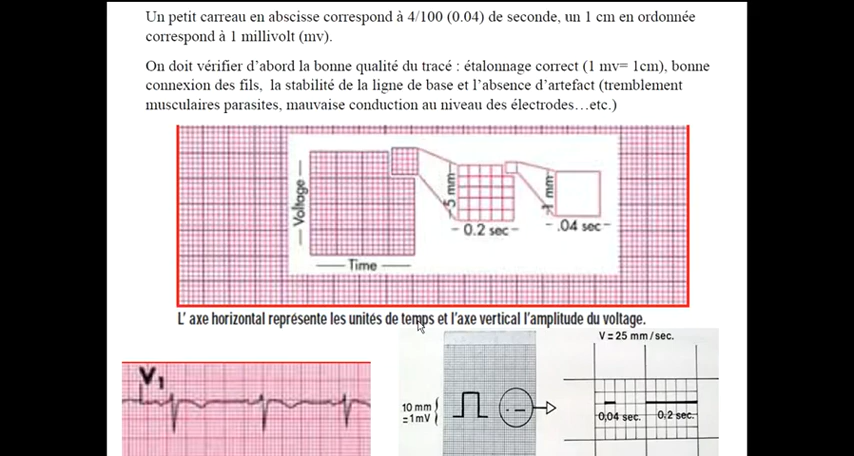 Un petit carreau en abscisse correspond à 4/100 (0.04) de seconde, un 1 cm en ordonnée
correspond à 1 millivolt (mv).
On doit vérifier d’abord la bonne qualité du tracé : étalonnage correct (1 mv= 1cm), bonne
connexion des fils, la stabilité de la ligne de base et l’absence d’artefact (tremblement
musculaires parasites, mauvaise conduction au niveau des électrodes…etc.)
Voltage
Time
5 mm
0.2 sec
1 mm
.04 sec
L’ axe horizontal représente les unités de temps et l’axe vertical l’amplitude du voltage.
V1
10 mm
=1mV
V = 25 mm/sec.
0,04 sec.
0,2 sec.